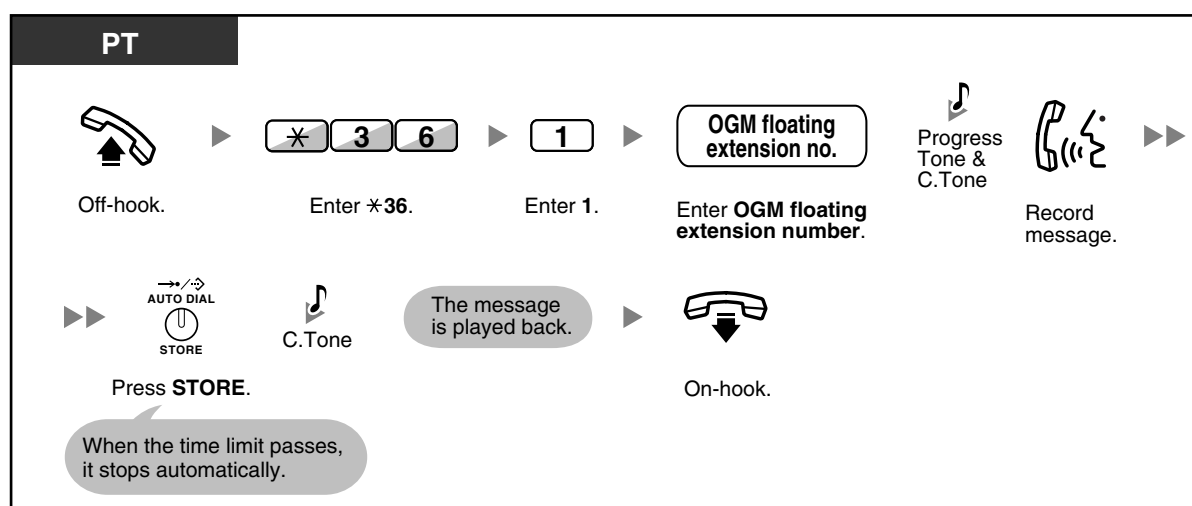 PT
✳ 3 6
1
OGM floating
extension no.
Progress
Tone &
C.Tone
Off-hook.
Enter ✳36.
Enter 1.
Enter OGM floating
extension number.
Record
message.
AUTO DIAL
STORE
C.Tone
The message
is played back.
Press STORE.
On-hook.
When the time limit passes,
it stops automatically.